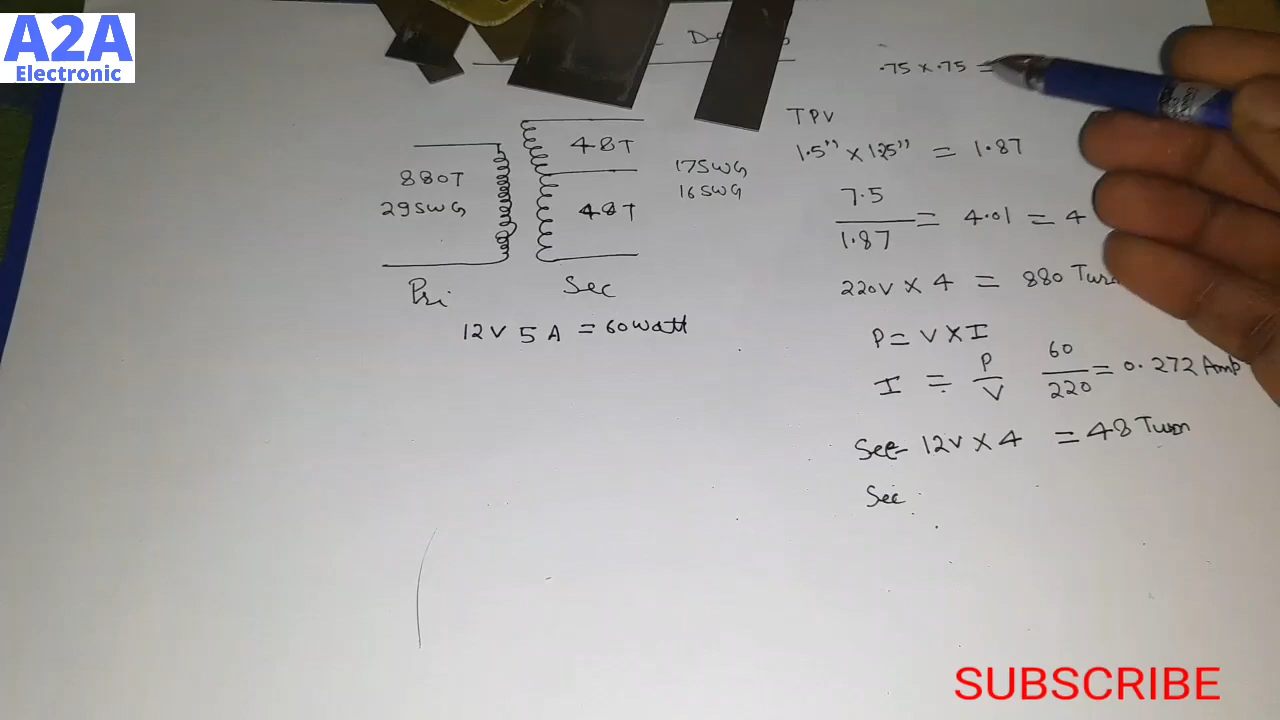 A2A
Electronic
.75 x .75 =
TPV
1.5" x 1.25" = 1.87
7.5
1.87
= 4.01 = 4
220V x 4 = 880
P = V x I
I = P/V 60/220 = 0.272 Amp
Sec- 12V x 4 = 48 Turn
Sec
880T
29SWG
48T
48T
17SWG
16SWG
Pri
Sec
12V 5A = 60watt
SUBSCRIBE